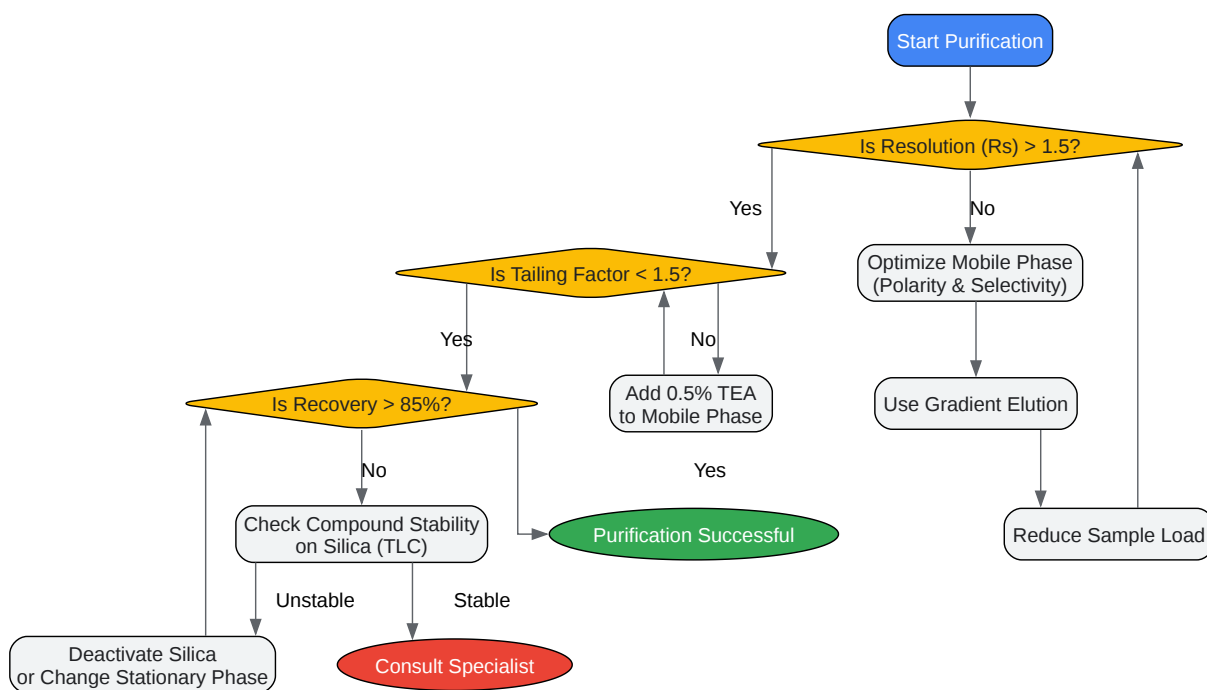 Start Purification
Is Resolution (Rs) > 1.5?
Yes
No
Is Tailing Factor < 1.5?
Optimize Mobile Phase
(Polarity & Selectivity)
Yes
No
Is Recovery > 85%?
Add 0.5% TEA
to Mobile Phase
Use Gradient Elution
No
Yes
Check Compound Stability
on Silica (TLC)
Purification Successful
Reduce Sample Load
Unstable
Stable
Deactivate Silica
or Change Stationary Phase
Consult Specialist